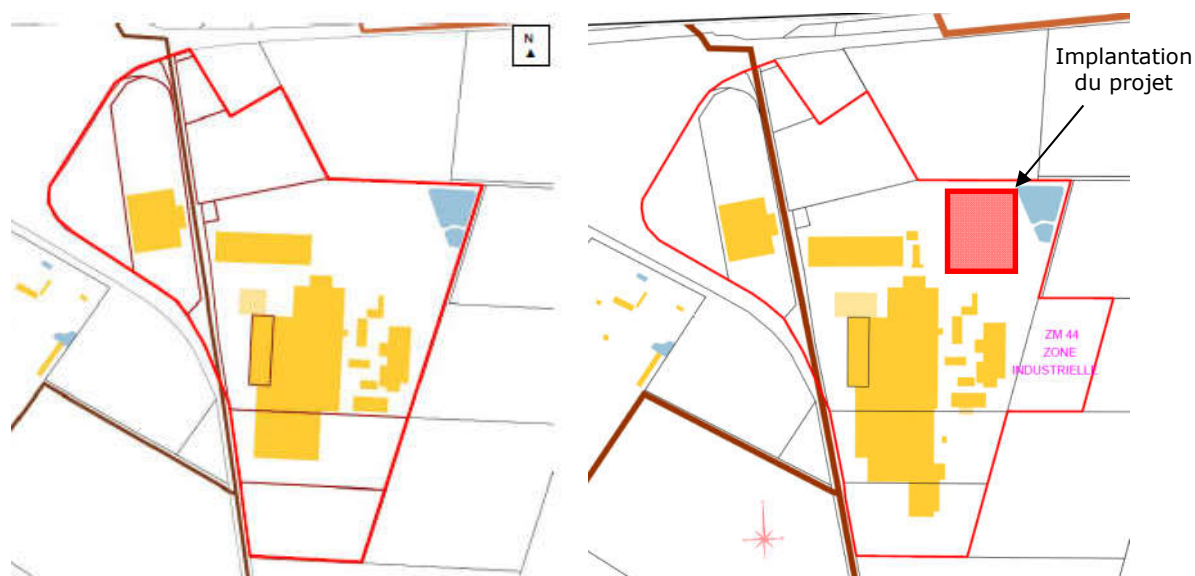 N
Implantation
du projet
ZM 44
ZONE
INDUSTRIELLE